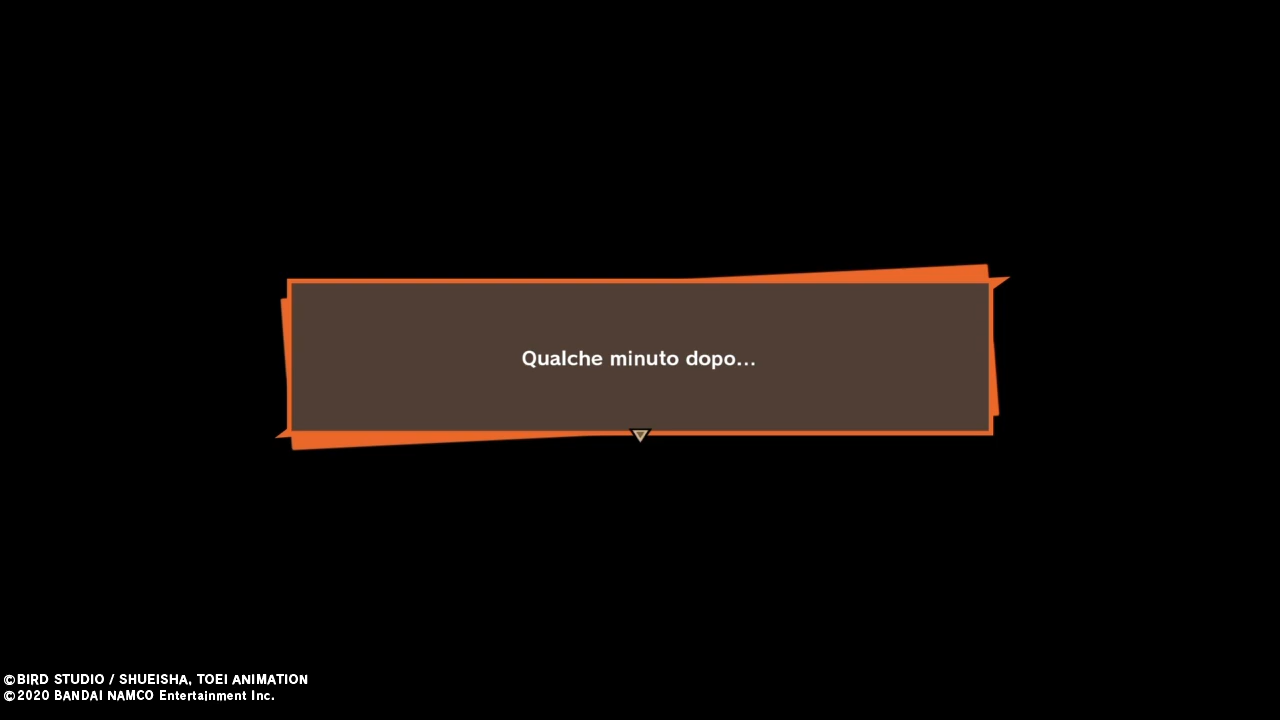 Qualche minuto dopo...
©BIRD STUDIO / SHUEISHA, TOEI ANIMATION
©2020 BANDAI NAMCO Entertainment Inc.